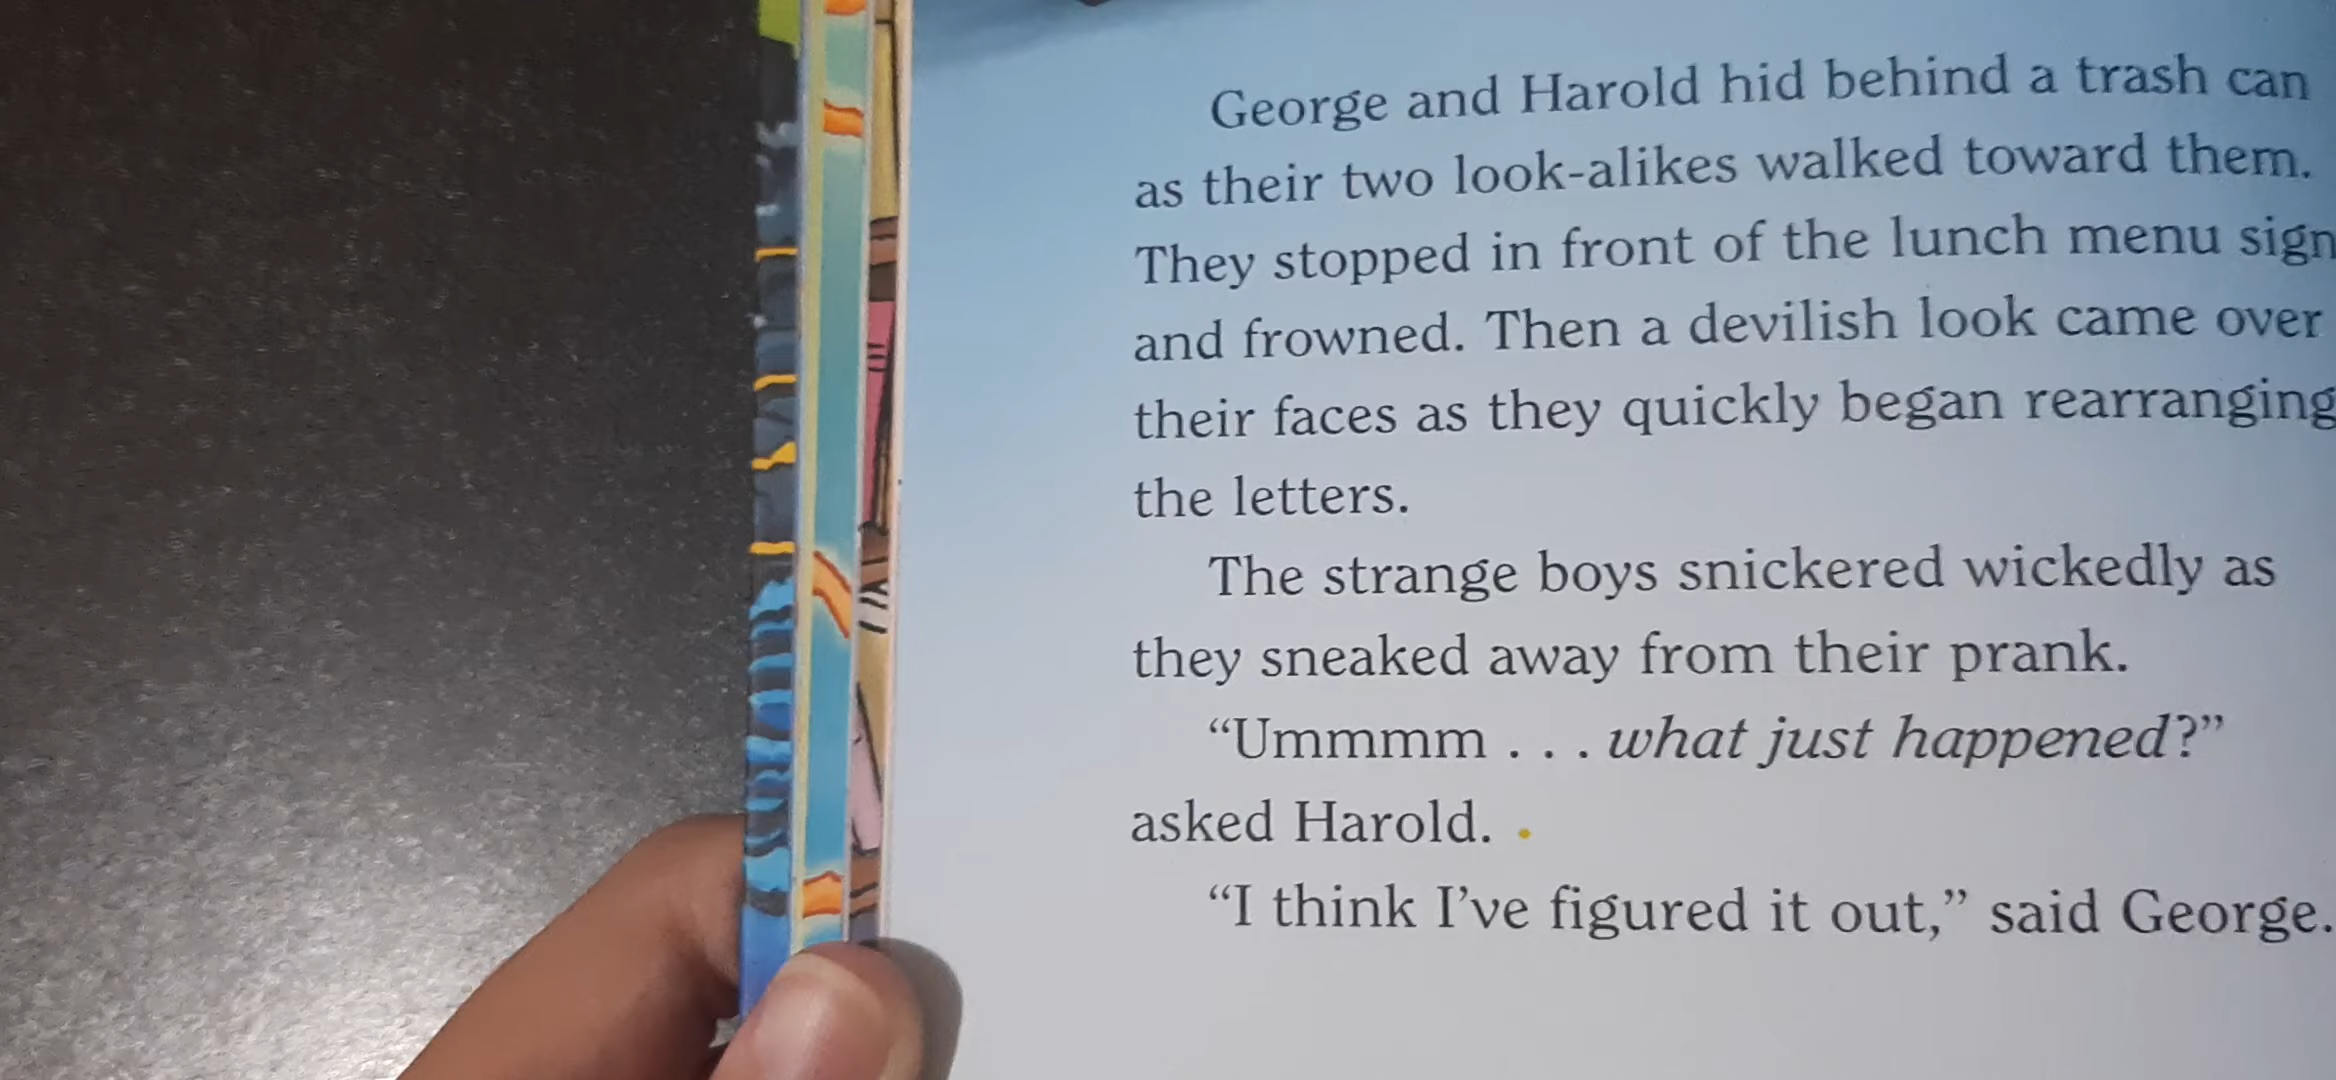 George and Harold hid behind a trash can
as their two look-alikes walked toward them.
They stopped in front of the lunch menu sign
and frowned. Then a devilish look came over
their faces as they quickly began rearranging
the letters.
The strange boys snickered wickedly as
they sneaked away from their prank.
“Ummmm . . . what just happened?”
asked Harold.
“I think I’ve figured it out,” said George.